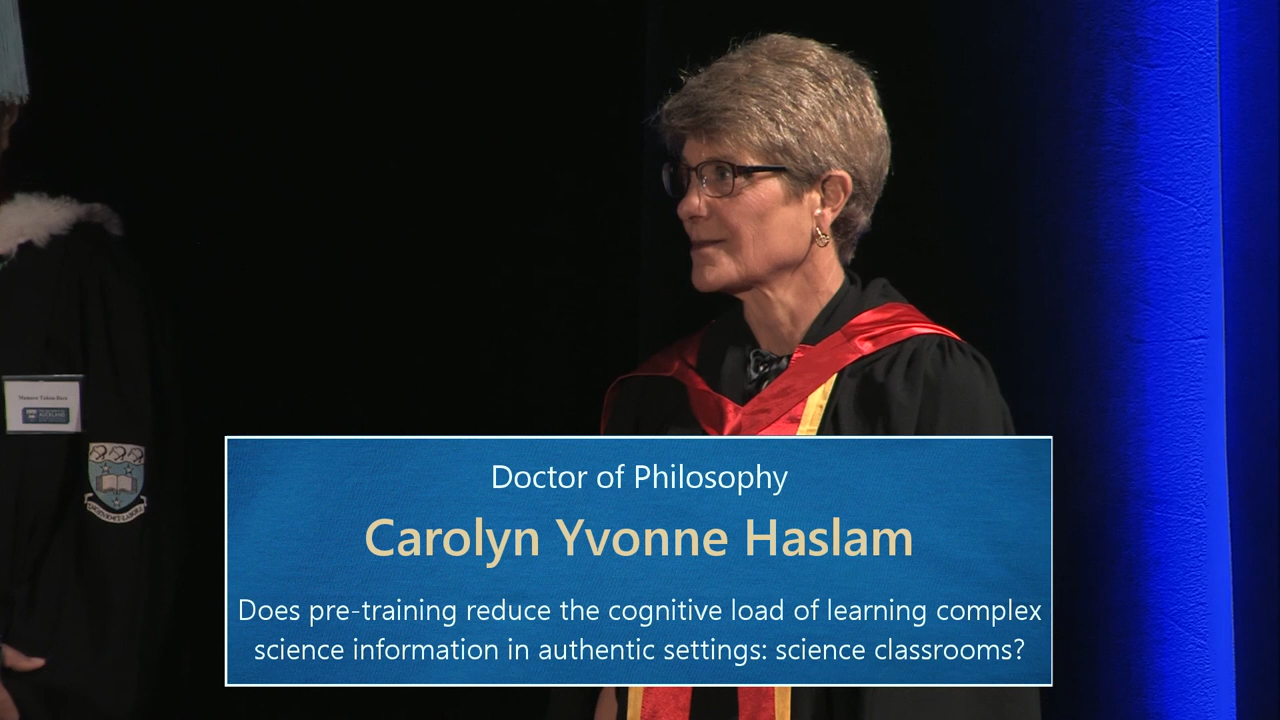 Doctor of Philosophy
Carolyn Yvonne Haslam
Does pre-training reduce the cognitive load of learning complex
science information in authentic settings: science classrooms?
AUCKLAND